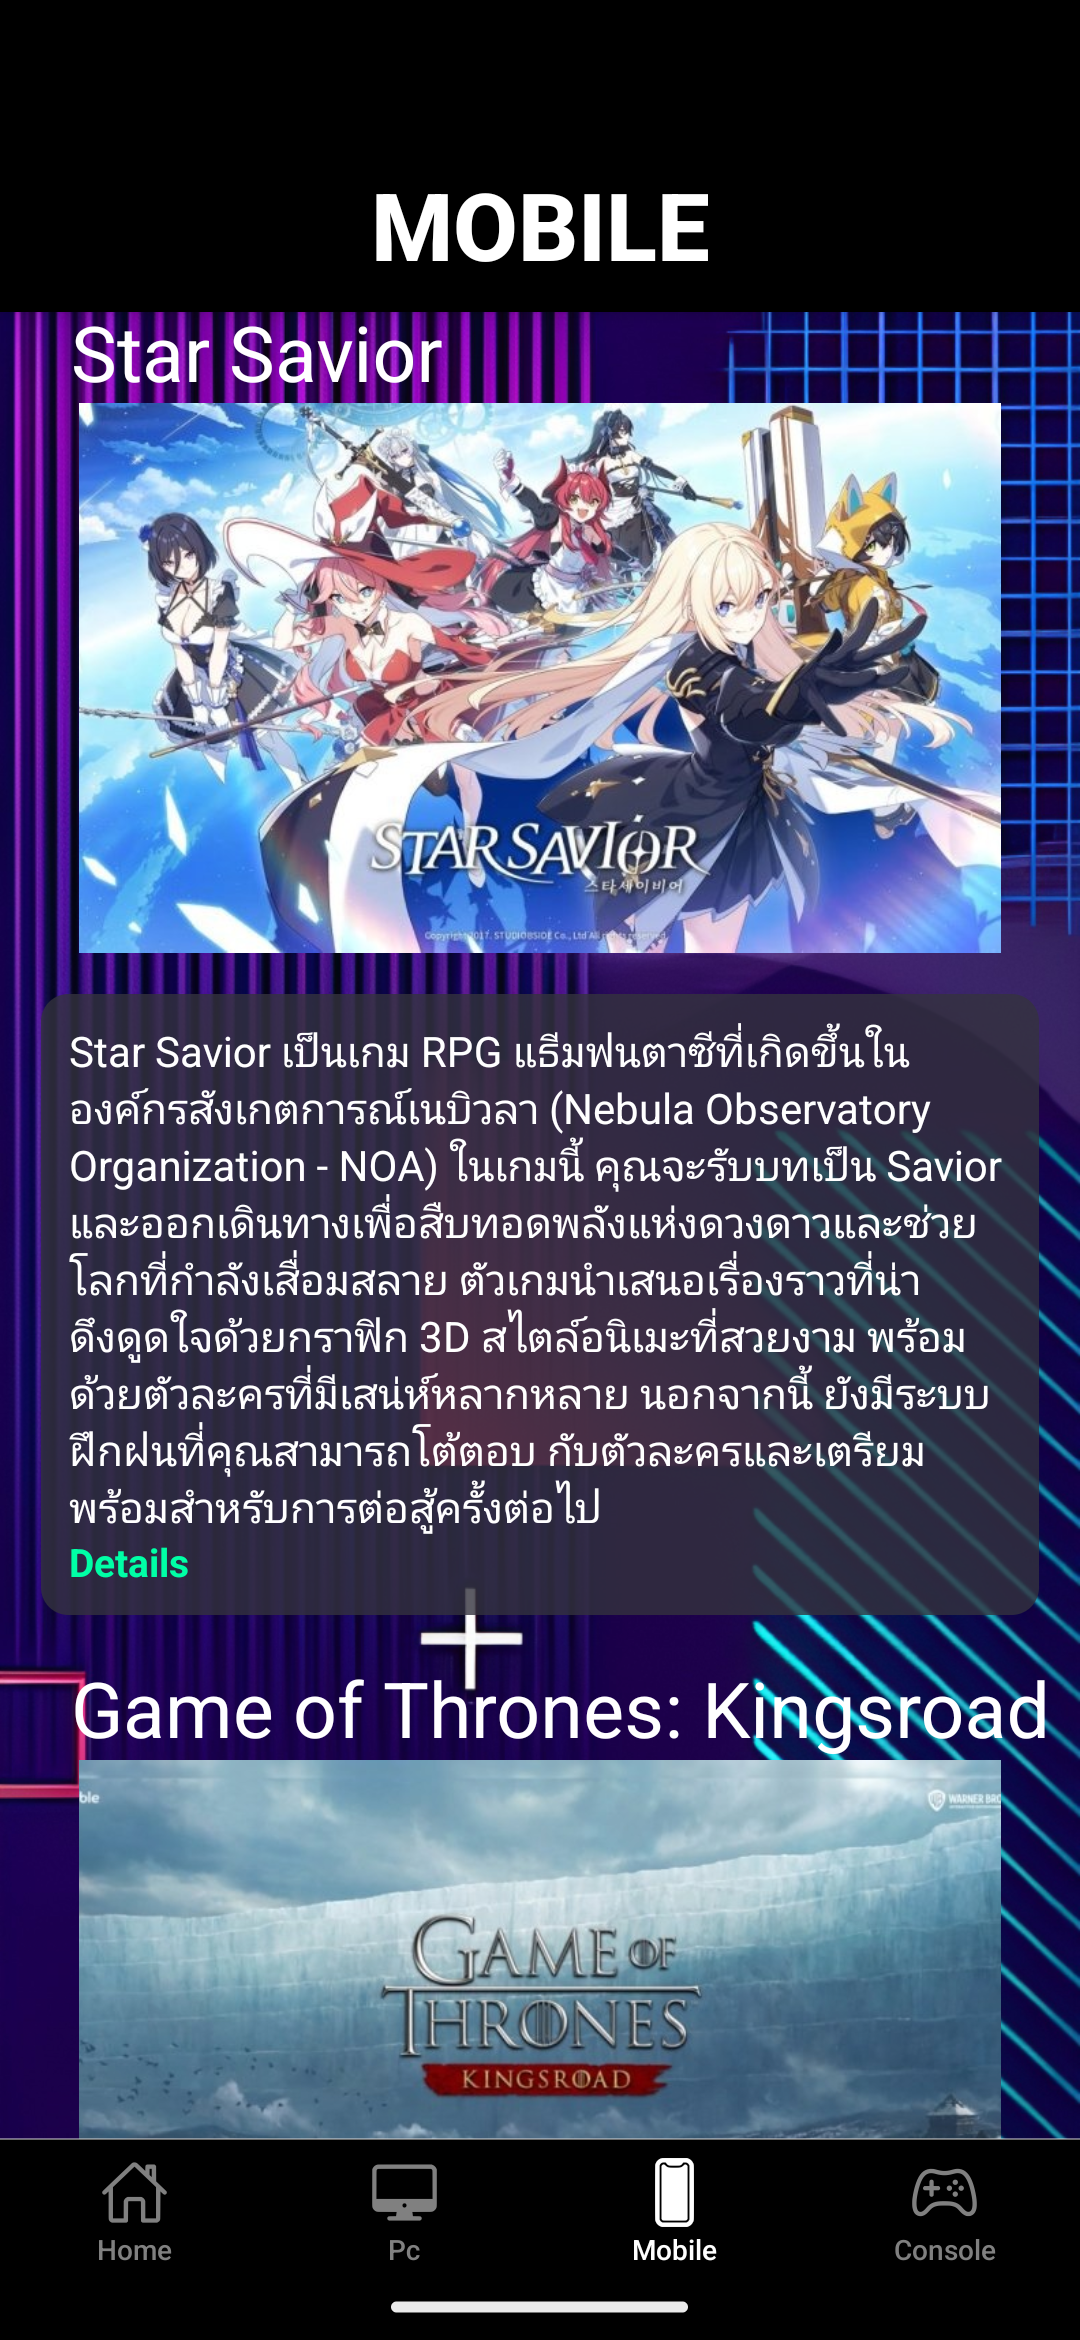 MOBILE
Star Savior
STAR SAVIOR
스타세이비어
Copyright 2017. STUDIOBSIDE Co., Ltd All rights reserved.
Star Savior เป็นเกม RPG แธีมฟนตาซีที่เกิดขึ้นใน
องค์กรสังเกตการณ์เนบิวลา (Nebula Observatory
Organization - NOA) ในเกมนี้ คุณจะรับบทเป็น Savior
และออกเดินทางเพื่อสืบทอดพลังแห่งดวงดาวและช่วย
โลกที่กำลังเสื่อมสลาย ตัวเกมนำเสนอเรื่องราวที่น่า
ดึงดูดใจด้วยกราฟิก 3D สไตล์อนิเมะที่สวยงาม พร้อม
ด้วยตัวละครที่มีเสน่ห์หลากหลาย นอกจากนี้ ยังมีระบบ
ฝึกฝนที่คุณสามารถโต้ตอบ กับตัวละครและเตรียม
พร้อมสำหรับการต่อสู้ครั้งต่อไป
Details
Game of Thrones: Kingsroad
ble
WARNER BRO
GAME OF
THRONES
KINGSROAD
Home
Pc
Mobile
Console